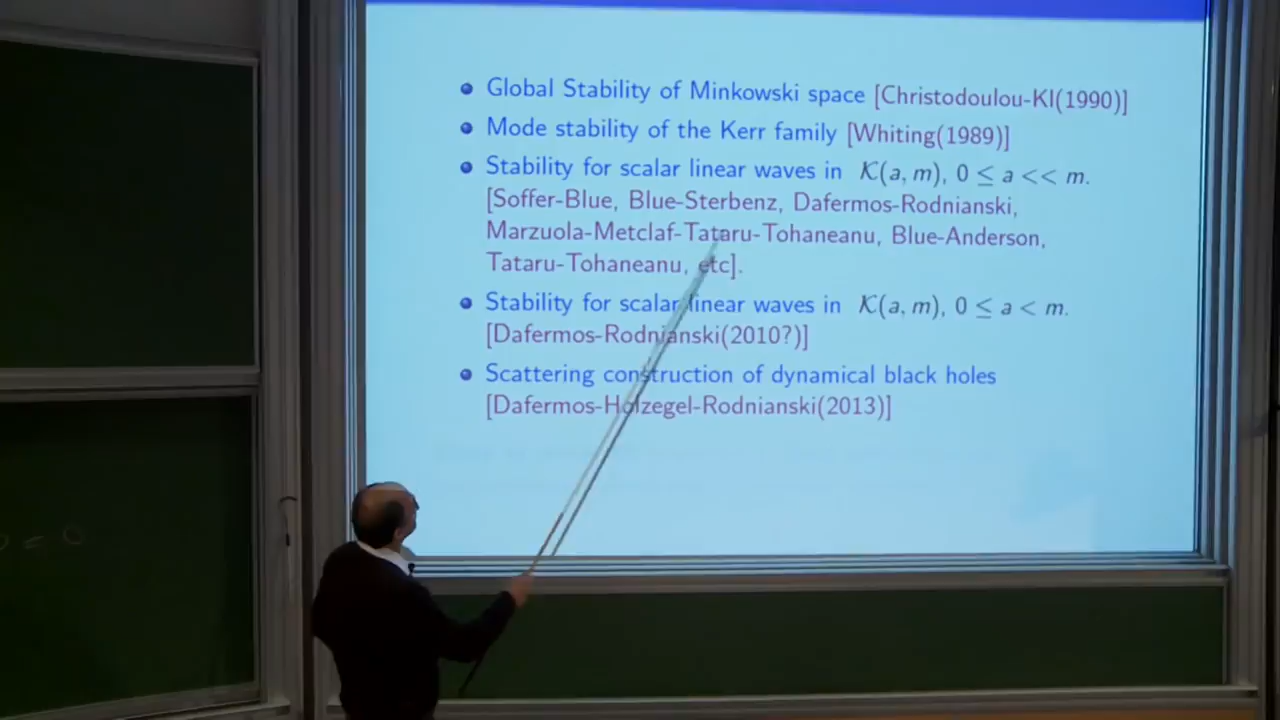 Global Stability of Minkowski space [Christodoulou-Kl(1990)]
Mode stability of the Kerr family [Whiting(1989)]
Stability for scalar linear waves in 𝒦(a, m), 0 ≤ a << m.
[Soffer-Blue, Blue-Sterbenz, Dafermos-Rodnianski,
Marzuola-Metclaf-Tataru-Tohaneanu, Blue-Anderson,
Tataru-Tohaneanu, etc].
Stability for scalar linear waves in 𝒦(a, m), 0 ≤ a < m.
[Dafermos-Rodnianski(2010?)]
Scattering construction of dynamical black holes
[Dafermos-Holzegel-Rodnianski(2013)]
= 0